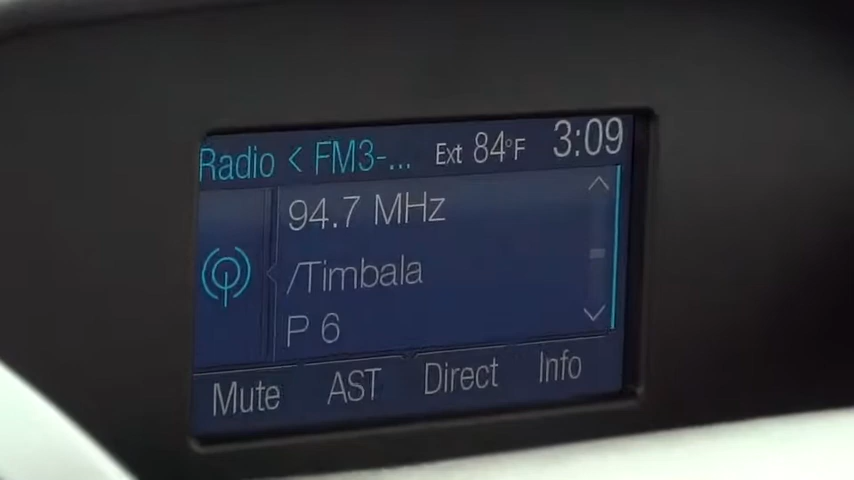 Radio < FM3-... Ext 84°F 3:09
94.7 MHz
/Timbala
P 6
Mute AST Direct Info